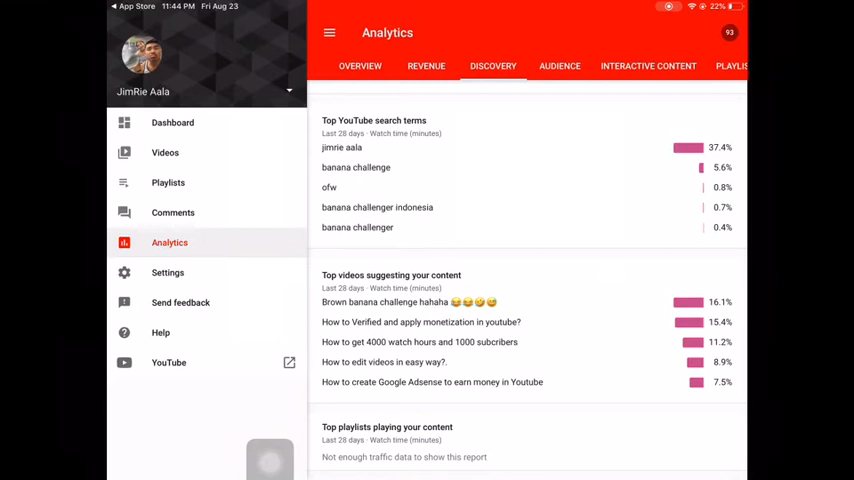 App Store 11:44 PM Fri Aug 23
22%
JimRie Aala
Dashboard
Videos
Playlists
Comments
Analytics
Settings
Send feedback
Help
YouTube
Analytics
93
OVERVIEW REVENUE DISCOVERY AUDIENCE INTERACTIVE CONTENT PLAYLIS
Top YouTube search terms
Last 28 days · Watch time (minutes)
jimrie aala 37.4%
banana challenge 5.6%
ofw 0.8%
banana challenger indonesia 0.7%
banana challenger 0.4%
Top videos suggesting your content
Last 28 days · Watch time (minutes)
Brown banana challenge hahaha 😂😂🤣😅 16.1%
How to Verified and apply monetization in youtube? 15.4%
How to get 4000 watch hours and 1000 subcribers 11.2%
How to edit videos in easy way?. 8.9%
How to create Google Adsense to earn money in Youtube 7.5%
Top playlists playing your content
Last 28 days · Watch time (minutes)
Not enough traffic data to show this report